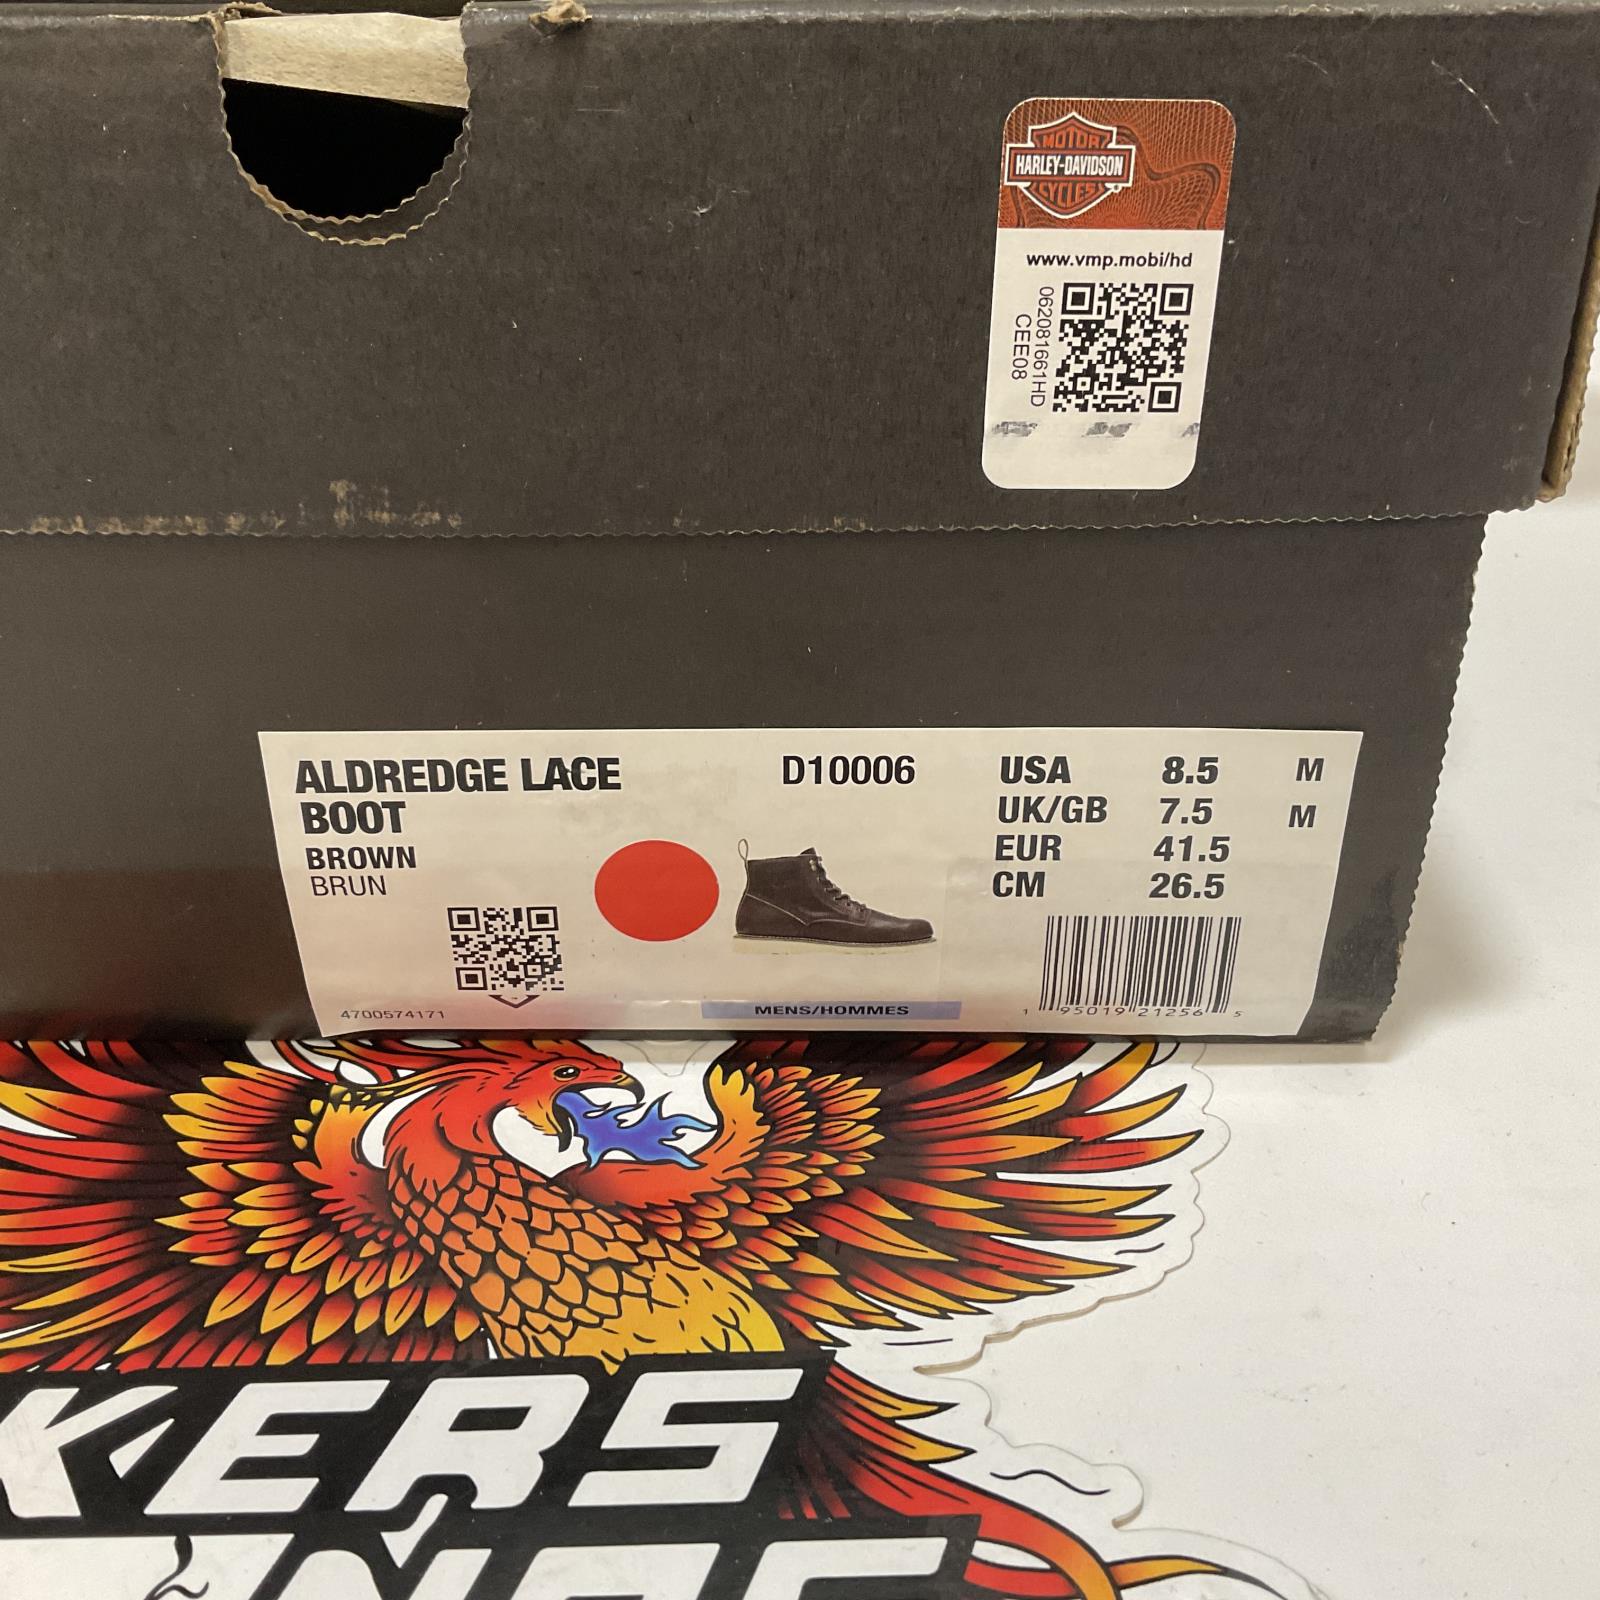 MOTOR
HARLEY-DAVIDSON
CYCLES
www.vmp.mobi/hd
062081661HD
CEE08
ALDREDGE LACE
BOOT
BROWN
BRUN
D10006
USA 8.5 M
UK/GB 7.5 M
EUR 41.5
CM 26.5
4700574171
MENS/HOMMES
1 95019 21256 5
KERS